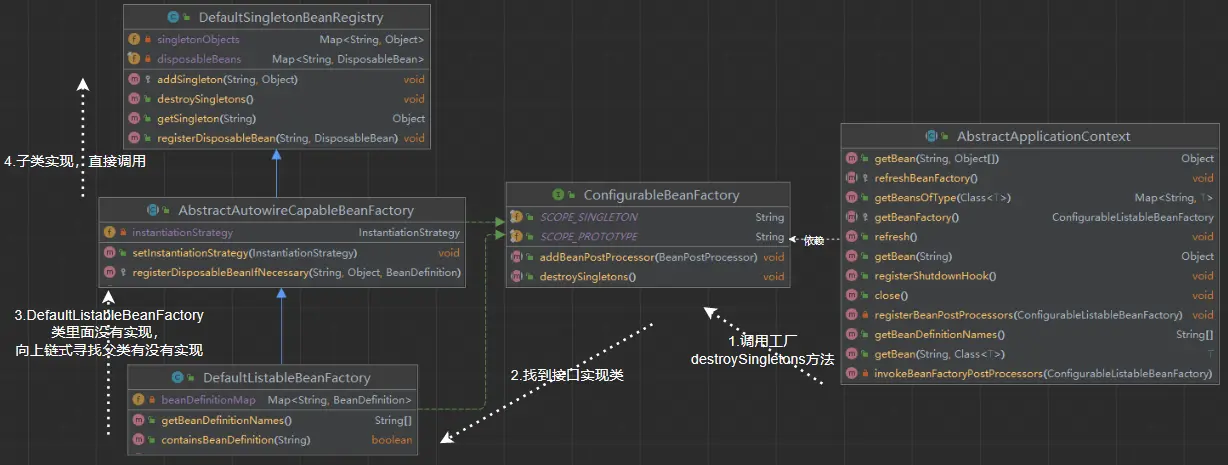 DefaultSingletonBeanRegistry
singletonObjects Map<String, Object>
disposableBeans Map<String, DisposableBean>
addSingleton(String, Object) void
destroySingletons() void
getSingleton(String) Object
registerDisposableBean(String, DisposableBean) void
4.子类实现，直接调用
AbstractAutowireCapableBeanFactory
instantiationStrategy InstantiationStrategy
setInstantiationStrategy(InstantiationStrategy) void
registerDisposableBeanIfNecessary(String, Object, BeanDefinition)
3.DefaultListableBeanFactory
类里面没有实现，
向上链式寻找父类有没有实现
DefaultListableBeanFactory
beanDefinitionMap Map<String, BeanDefinition>
getBeanDefinitionNames() String[]
containsBeanDefinition(String) boolean
ConfigurableBeanFactory
SCOPE_SINGLETON String
SCOPE_PROTOTYPE String
addBeanPostProcessor(BeanPostProcessor) void
destroySingletons() void
2.找到接口实现类
1.调用工厂
destroySingletons方法
依赖
AbstractApplicationContext
getBean(String, Object[]) Object
refreshBeanFactory() void
getBeansOfType(Class<T>) Map<String, T>
getBeanFactory() ConfigurableListableBeanFactory
refresh() void
getBean(String) Object
registerShutdownHook() void
close() void
registerBeanPostProcessors(ConfigurableListableBeanFactory) void
getBeanDefinitionNames() String[]
getBean(String, Class<T>) T
invokeBeanFactoryPostProcessors(ConfigurableListableBeanFactory)